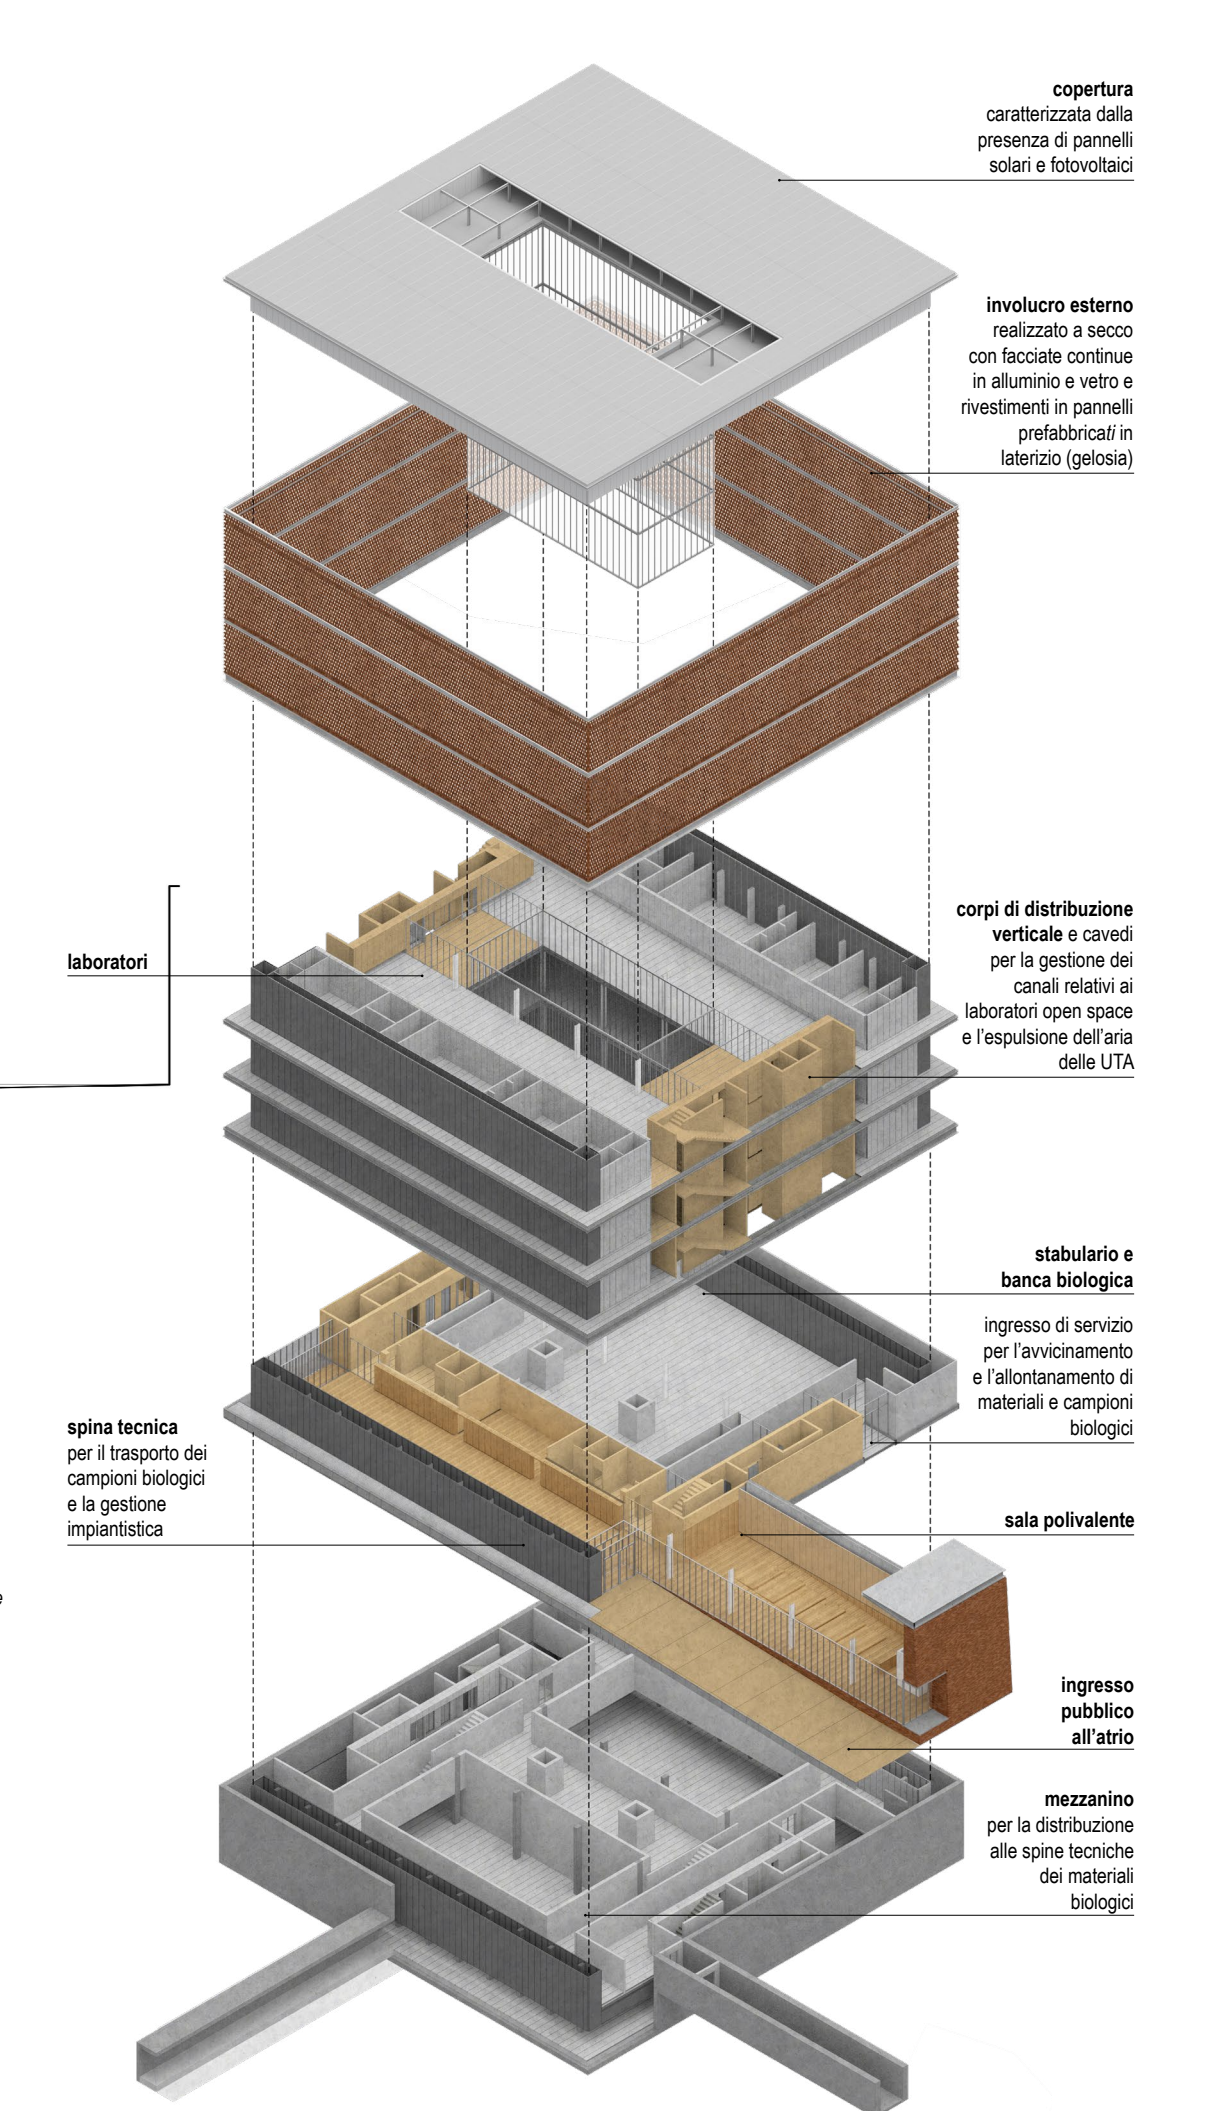 copertura
caratterizzata dalla
presenza di pannelli
solari e fotovoltaici
involucro esterno
realizzato a secco
con facciate continue
in alluminio e vetro e
rivestimenti in pannelli
prefabbricati in
laterizio (gelosia)
corpi di distribuzione
verticale e cavedi
per la gestione dei
canali relativi ai
laboratori open space
e l’espulsione dell’aria
delle UTA
laboratori
stabulario e
banca biologica
ingresso di servizio
per l’avvicinamento
e l’allontanamento di
materiali e campioni
biologici
spina tecnica
per il trasporto dei
campioni biologici
e la gestione
impiantistica
sala polivalente
e
ingresso
pubblico
all’atrio
mezzanino
per la distribuzione
alle spine tecniche
dei materiali
biologici